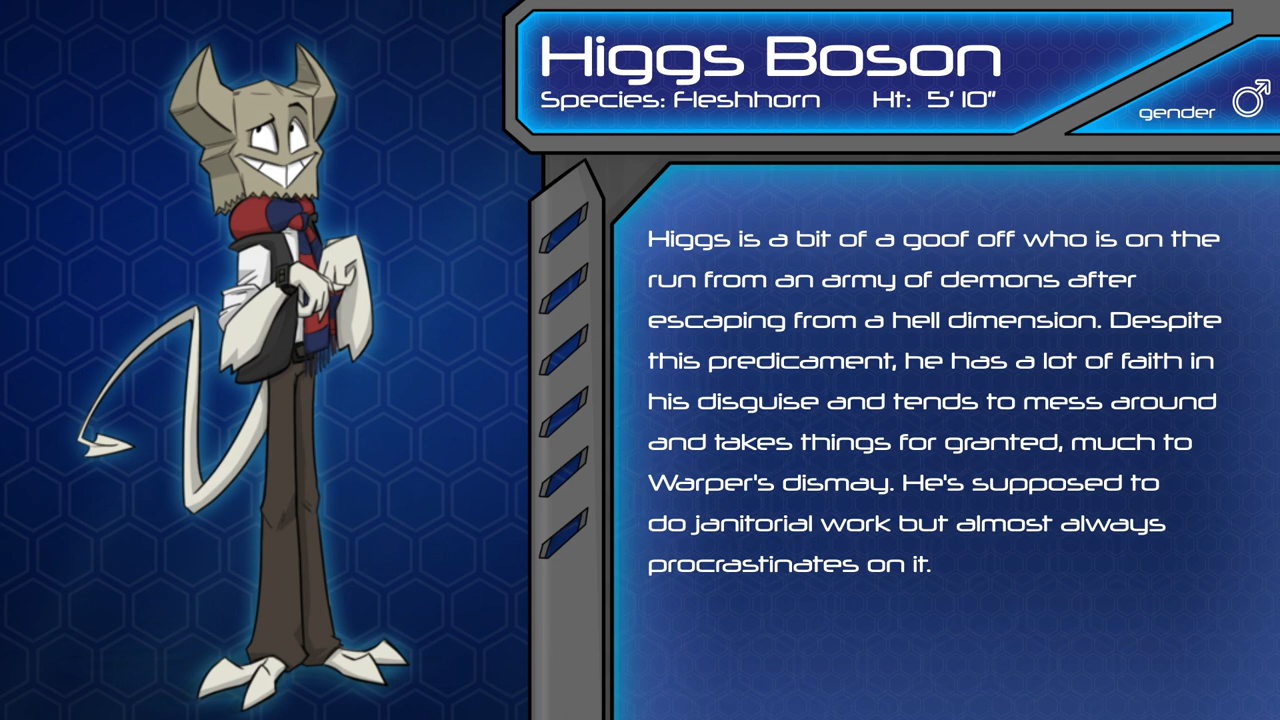 Higgs Boson
Species: Fleshhorn Ht: 5' 10"
gender
Higgs is a bit of a goof off who is on the
run from an army of demons after
escaping from a hell dimension. Despite
this predicament, he has a lot of faith in
his disguise and tends to mess around
and takes things for granted, much to
Warper's dismay. He's supposed to
do janitorial work but almost always
procrastinates on it.